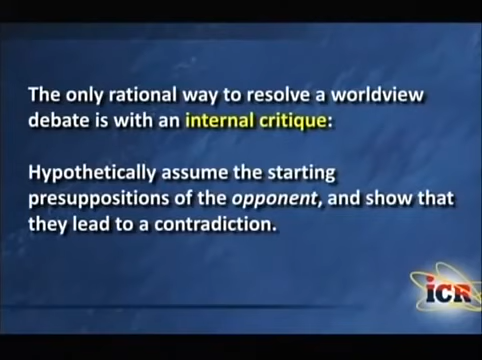 The only rational way to resolve a worldview
debate is with an internal critique:
Hypothetically assume the starting
presuppositions of the opponent, and show that
they lead to a contradiction.
iCR